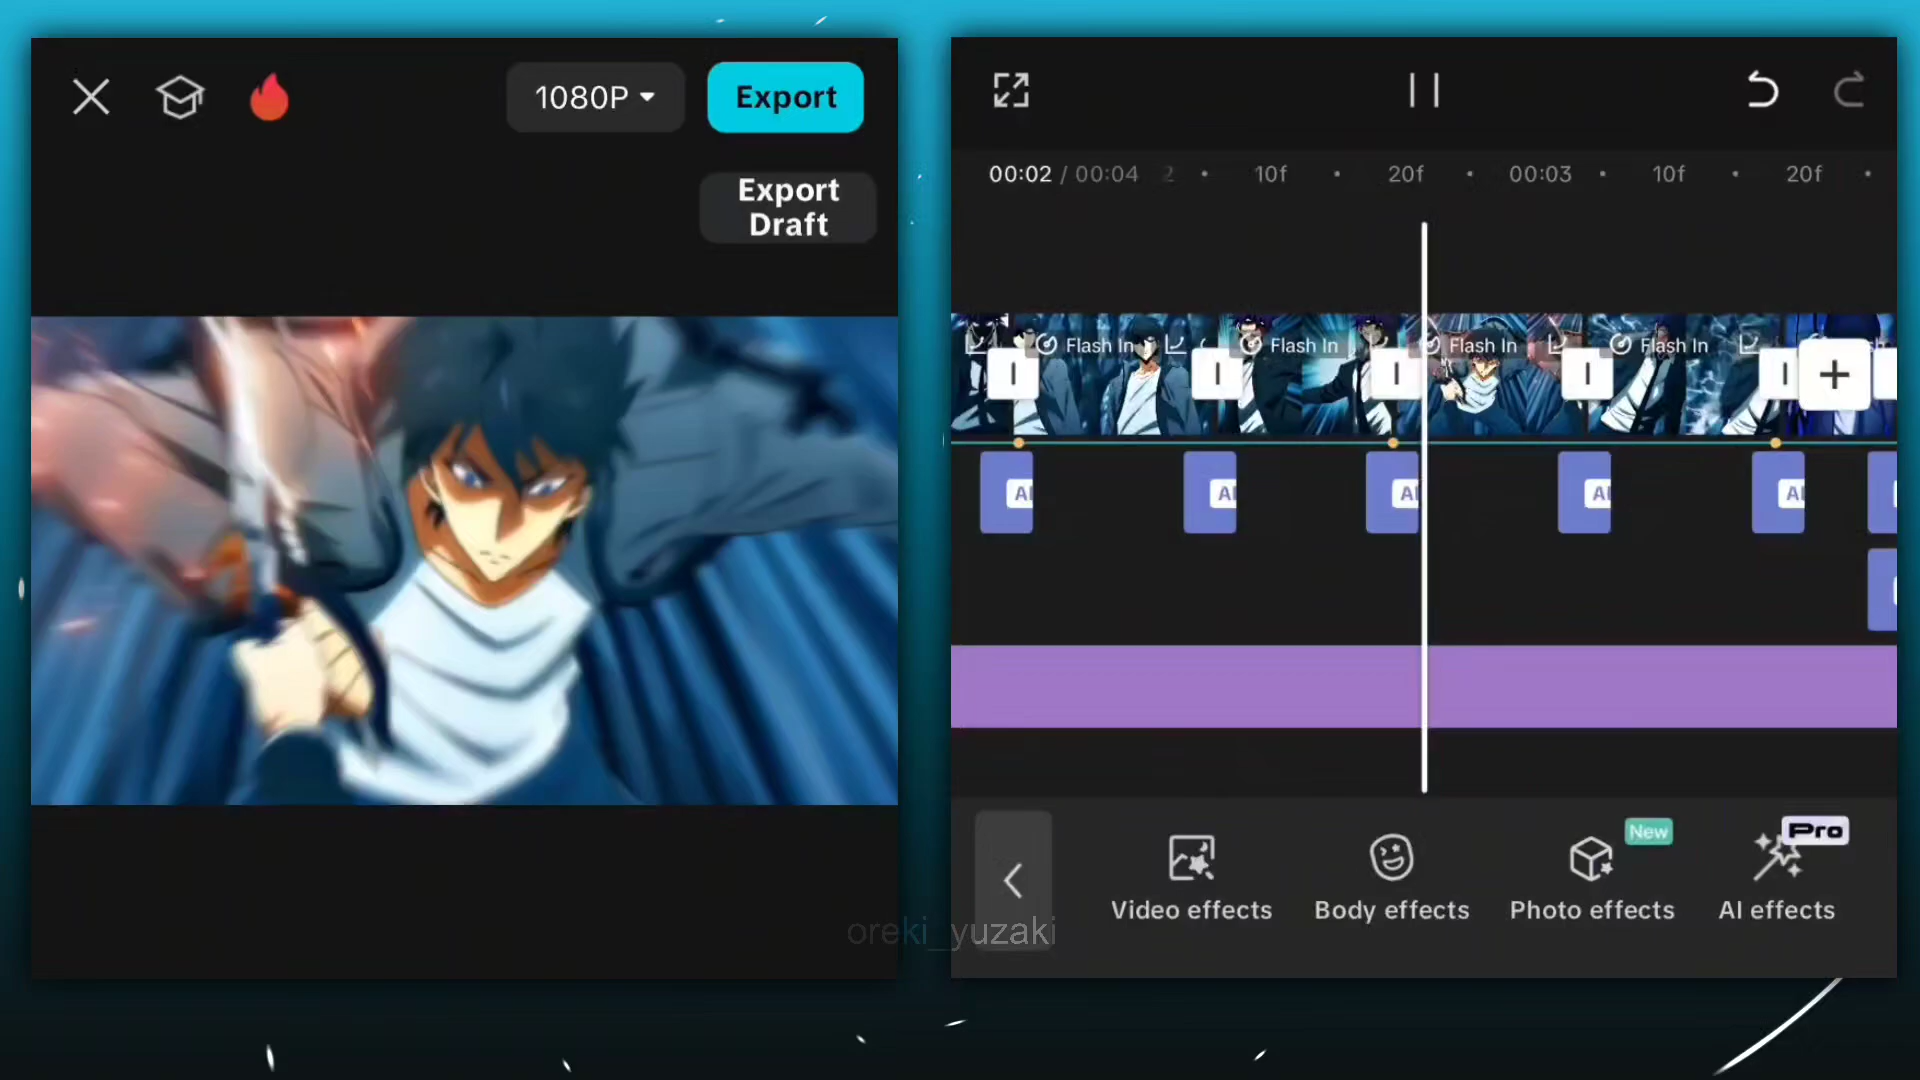 1080P
Export
Export
Draft
00:02 / 00:04
2
10f
20f
00:03
10f
20f
Flash In
Flash In
Flash In
Flash In
AI
AI
AI
AI
AI
New
Pro
Video effects
Body effects
Photo effects
AI effects
oreki_yuzaki